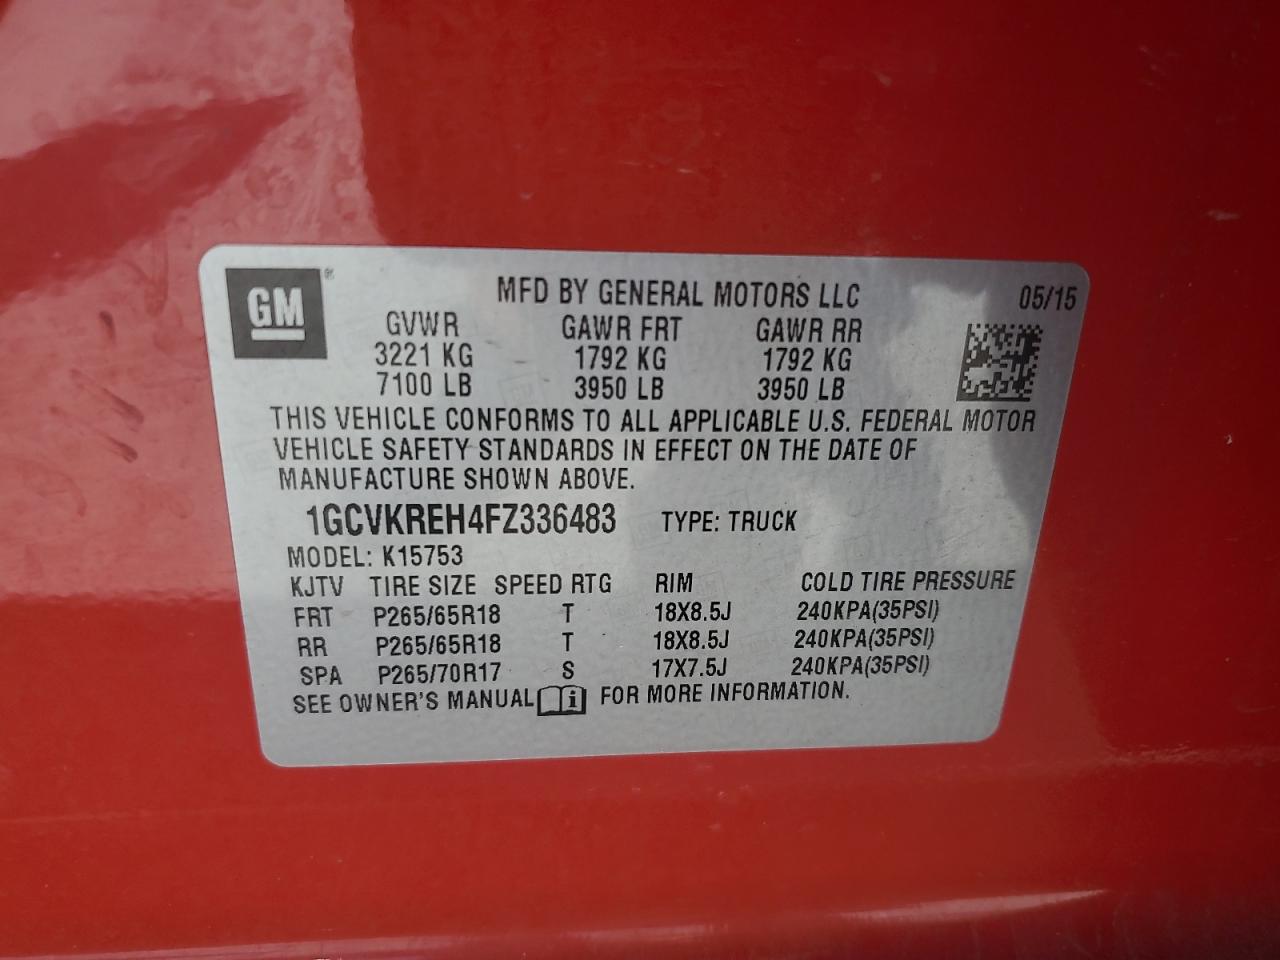 GM®
MFD BY GENERAL MOTORS LLC 05/15
GVWR GAWR FRT GAWR RR
3221 KG 1792 KG 1792 KG
7100 LB 3950 LB 3950 LB
THIS VEHICLE CONFORMS TO ALL APPLICABLE U.S. FEDERAL MOTOR
VEHICLE SAFETY STANDARDS IN EFFECT ON THE DATE OF
MANUFACTURE SHOWN ABOVE.
1GCVKREH4FZ336483 TYPE: TRUCK
MODEL: K15753
KJTV TIRE SIZE SPEED RTG RIM COLD TIRE PRESSURE
FRT P265/65R18 T 18X8.5J 240KPA(35PSI)
RR P265/65R18 T 18X8.5J 240KPA(35PSI)
SPA P265/70R17 S 17X7.5J 240KPA(35PSI)
SEE OWNER'S MANUAL i FOR MORE INFORMATION.